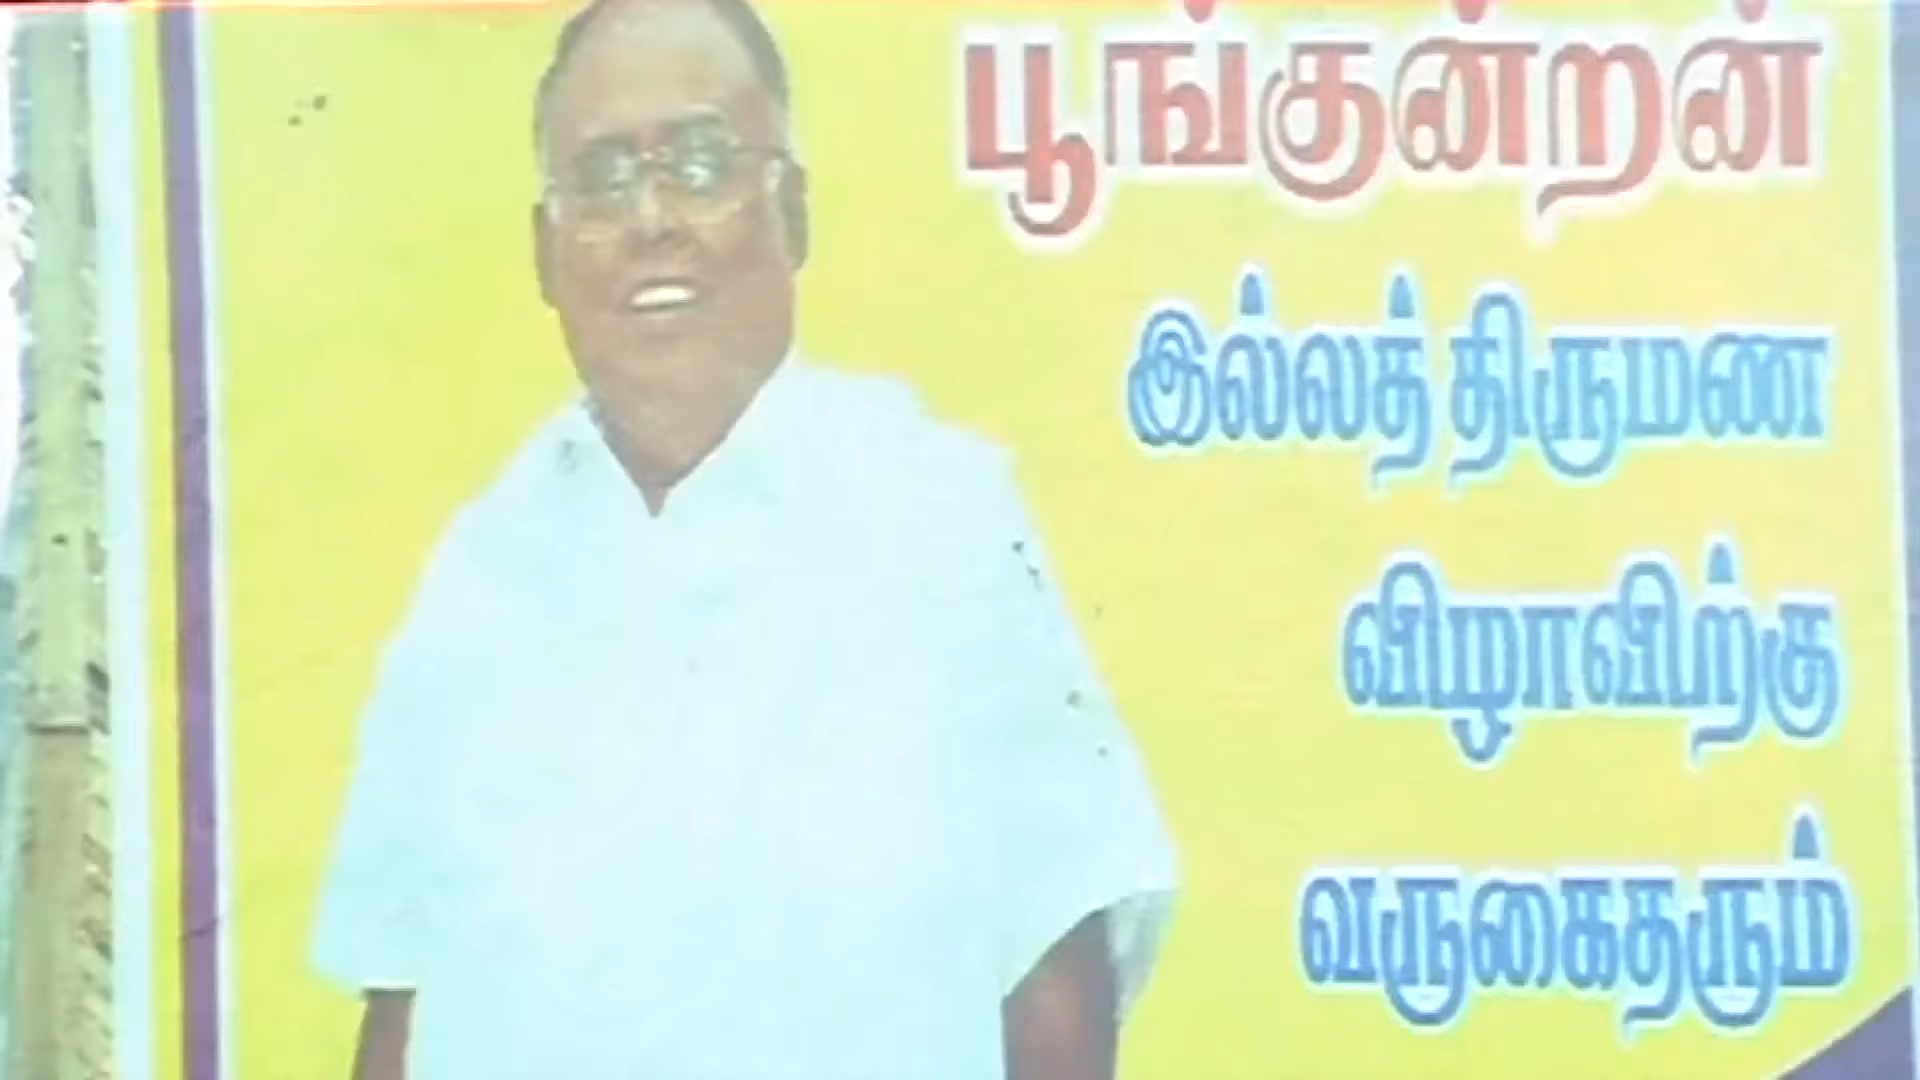 பூங்குன்றன்
இல்லத் திருமண
விழாவிற்கு
வருகைதரும்